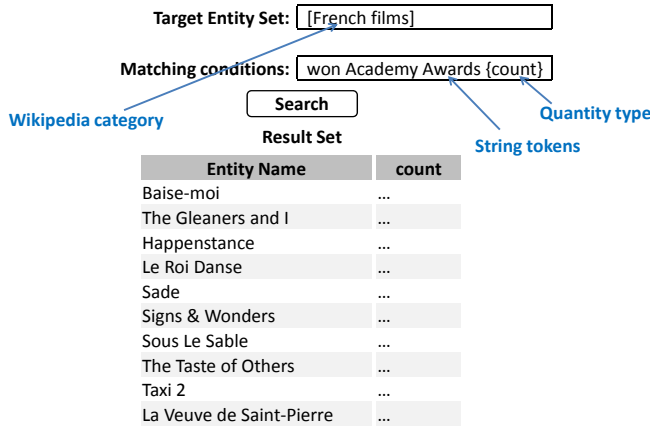 Target Entity Set: [French films]
Matching conditions: won Academy Awards {count}
Search
Wikipedia category
Quantity type
String tokens
Result Set
Entity Name count
Baise-moi ...
The Gleaners and I ...
Happenstance ...
Le Roi Danse ...
Sade ...
Signs & Wonders ...
Sous Le Sable ...
The Taste of Others ...
Taxi 2 ...
La Veuve de Saint-Pierre ...